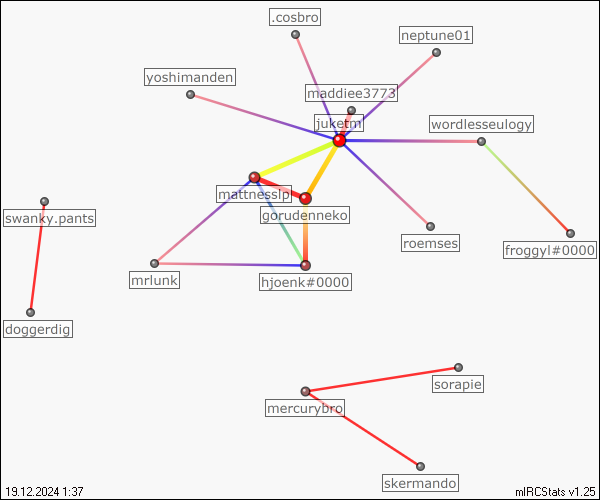 .cosbro
neptune01
yoshimanden
maddiee3773
juketm
wordlesseulogy
mattnesslp
gorudenneko
swanky.pants
roemses
froggyl#0000
mrlunk
hjoenk#0000
doggerdig
sorapie
mercurybro
skermando
19.12.2024 1:37
mIRCStats v1.25